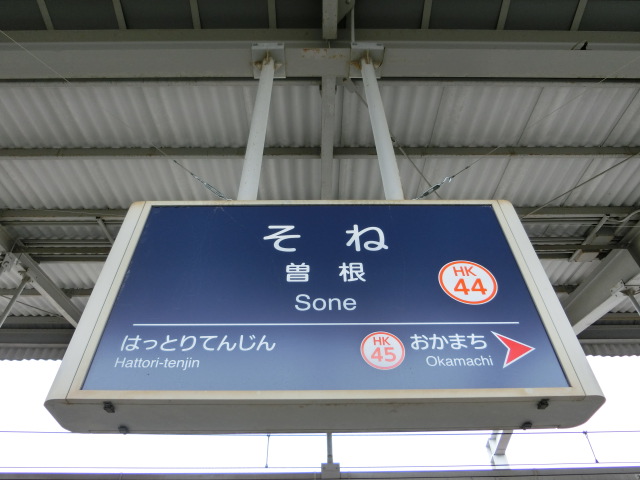 そね
曽根
Sone
HK
44
はっとりてんじん
Hattori-tenjin
HK
45
おかまち
Okamachi